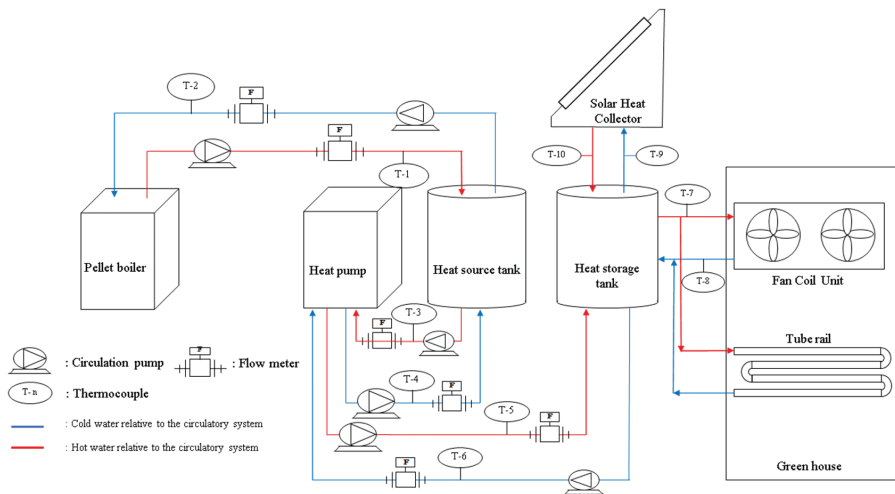 T-2
F
F
T-1
Solar Heat
Collector
T-10
T-9
T-7
T-8
Pellet boiler
Heat pump
Heat source tank
Heat storage
tank
Fan Coil Unit
F
T-3
Tube rail
T-4
F
T-5
F
F
T-6
Green house
: Circulation pump
F
: Flow meter
T-n
: Thermocouple
: Cold water relative to the circulatory system
: Hot water relative to the circulatory system